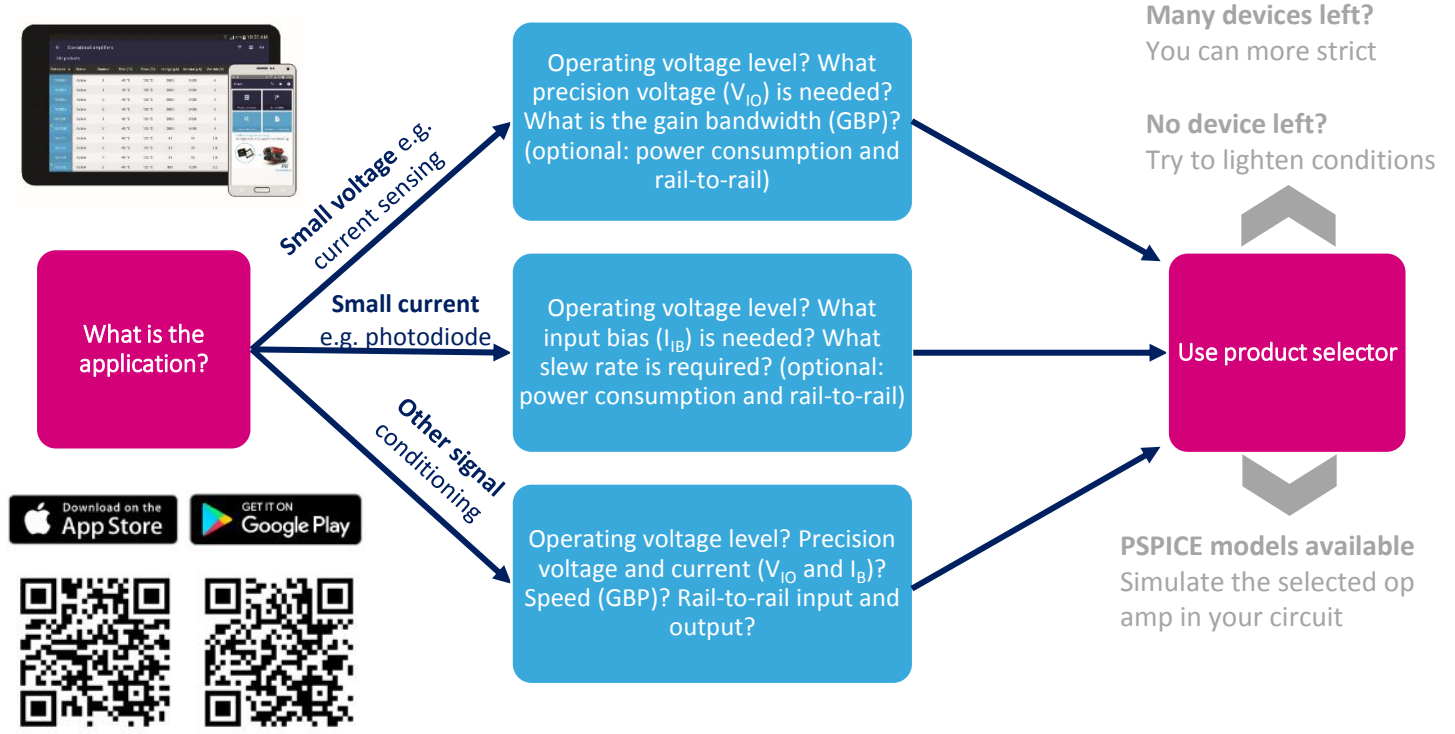 Operational amplifiers
What is the
application?
Small voltage e.g.
current sensing
Small current
e.g. photodiode
Other signal
conditioning
Operating voltage level? What
precision voltage (VIO) is needed?
What is the gain bandwidth (GBP)?
(optional: power consumption and
rail-to-rail)
Operating voltage level? What
input bias (IIB) is needed? What
slew rate is required? (optional:
power consumption and rail-to-rail)
Operating voltage level? Precision
voltage and current (VIO and IB)?
Speed (GBP)? Rail-to-rail input and
output?
Many devices left?
You can more strict
No device left?
Try to lighten conditions
Use product selector
PSPICE models available
Simulate the selected op
amp in your circuit
Download on the
App Store
GET IT ON
Google Play